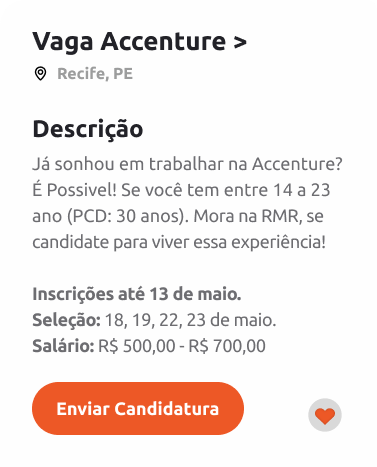 Vaga Accenture >
Recife, PE
Descrição
Já sonhou em trabalhar na Accenture?
É Possivel! Se você tem entre 14 a 23
ano (PCD: 30 anos). Mora na RMR, se
candidate para viver essa experiência!
Inscrições até 13 de maio.
Seleção: 18, 19, 22, 23 de maio.
Salário: R$ 500,00 - R$ 700,00
Enviar Candidatura